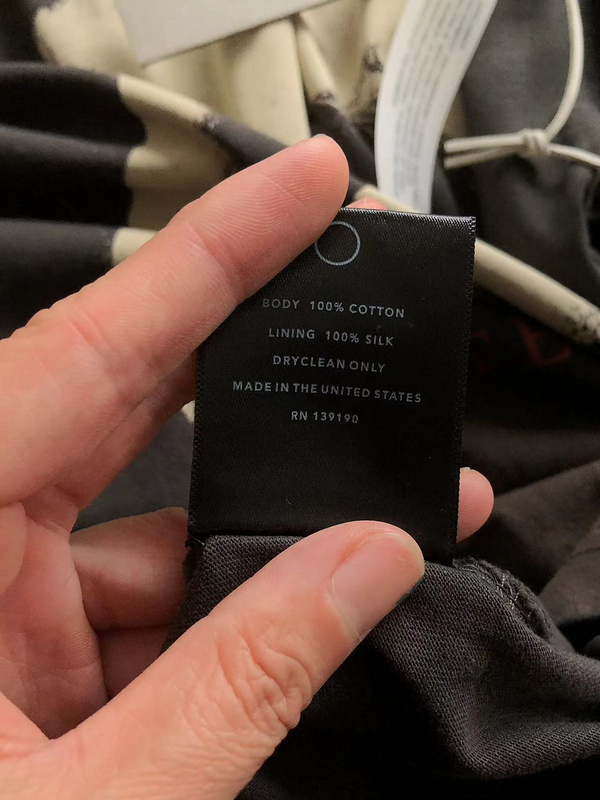 BODY 100% COTTON
LINING 100% SILK
DRYCLEAN ONLY
MADE IN THE UNITED STATES
RN 139190